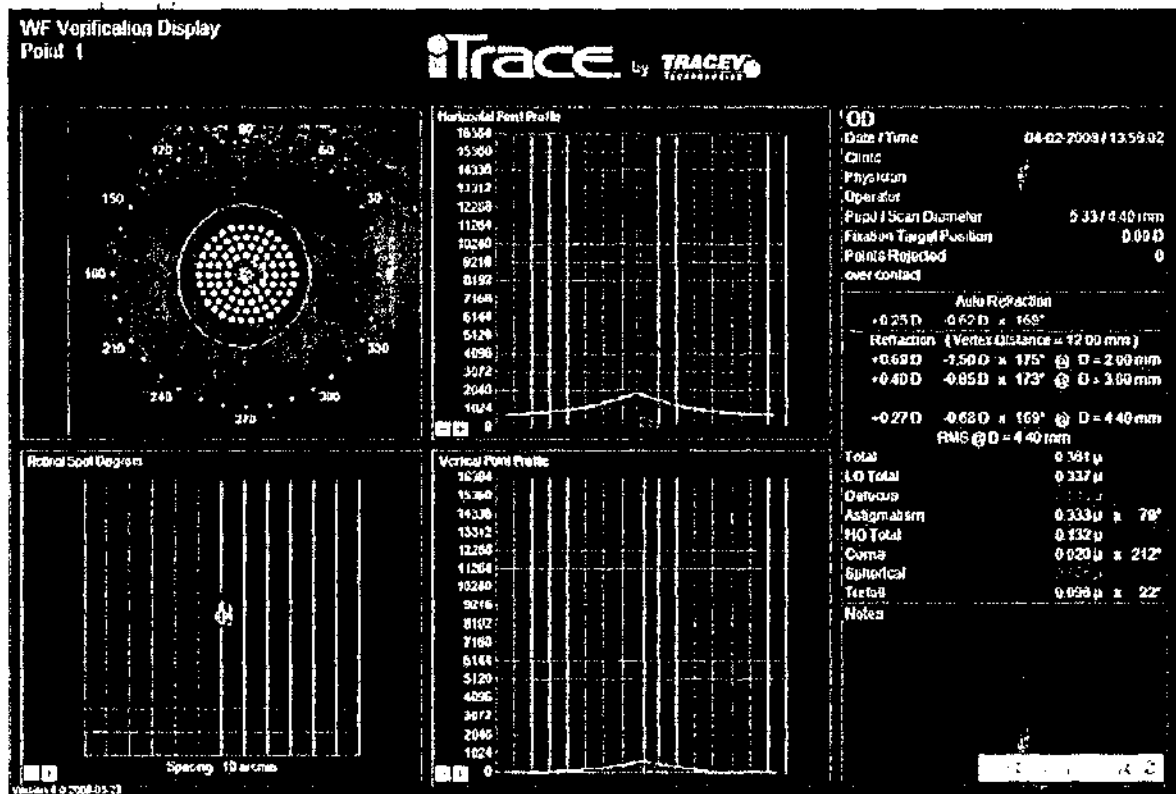 WF Verification Display
Point 1
iTrace by TRACEY
TECHNOLOGIES
90
120
60
150
30
180
210
330
240
300
270
Horizontal Point Profile
16384
15360
14336
13312
12288
11264
10240
9216
8192
7168
6144
5120
4096
3072
2048
1024
0
Retinal Spot Diagram
Spacing 10 arcmin
Vertical Point Profile
16384
15360
14336
13312
12288
11264
10240
9216
8192
7168
6144
5120
4096
3072
2048
1024
0
OD
Date / Time 04-02-2009 / 13:59:02
Clinic
Physician
Operator
Pupil / Scan Diameter 5.33 / 4.40 mm
Fixation Target Position 0.00 D
Points Rejected 0
over contact
Auto Refraction
+0.25 D -0.62 D x 169°
Refraction (Vertex Distance = 12.00 mm)
+0.69 D -1.50 D x 175° @ D = 2.00 mm
+0.40 D -0.85 D x 173° @ D = 3.00 mm
+0.27 D -0.68 D x 169° @ D = 4.40 mm
RMS @ D = 4.40 mm
Total 0.361 µ
LO Total 0.337 µ
Defocus
Astigmatism 0.333 µ x 79°
HO Total 0.132 µ
Coma 0.020 µ x 212°
Spherical
Trefoil 0.096 µ x 22°
Notes